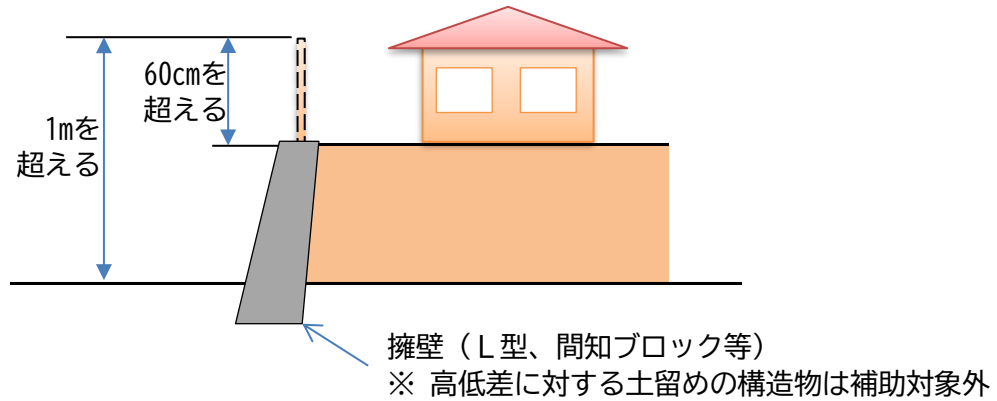 60cmを
超える
1mを
超える
擁壁（Ｌ型、間知ブロック等）
※ 高低差に対する土留めの構造物は補助対象外